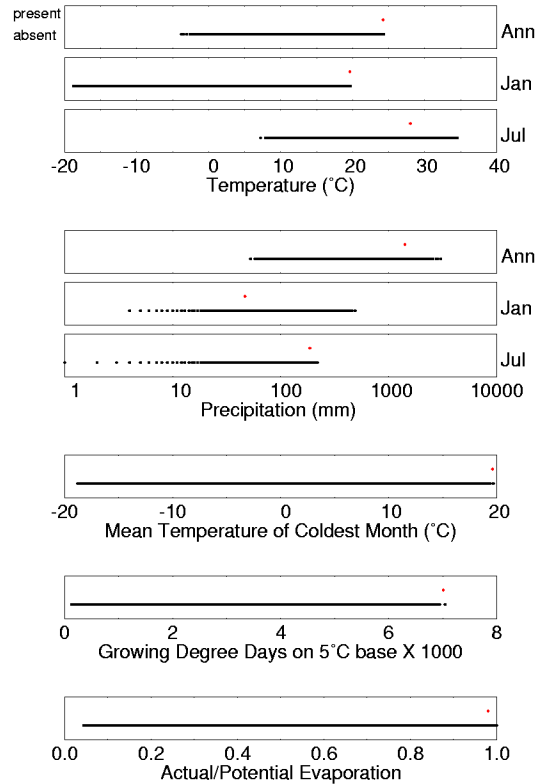 present
absent
Ann
Jan
Jul
-20 -10 0 10 20 30 40
Temperature (˚C)
Ann
Jan
Jul
1 10 100 1000 10000
Precipitation (mm)
-20 -10 0 10 20
Mean Temperature of Coldest Month (˚C)
0 2 4 6 8
Growing Degree Days on 5˚C base X 1000
0.0 0.2 0.4 0.6 0.8 1.0
Actual/Potential Evaporation